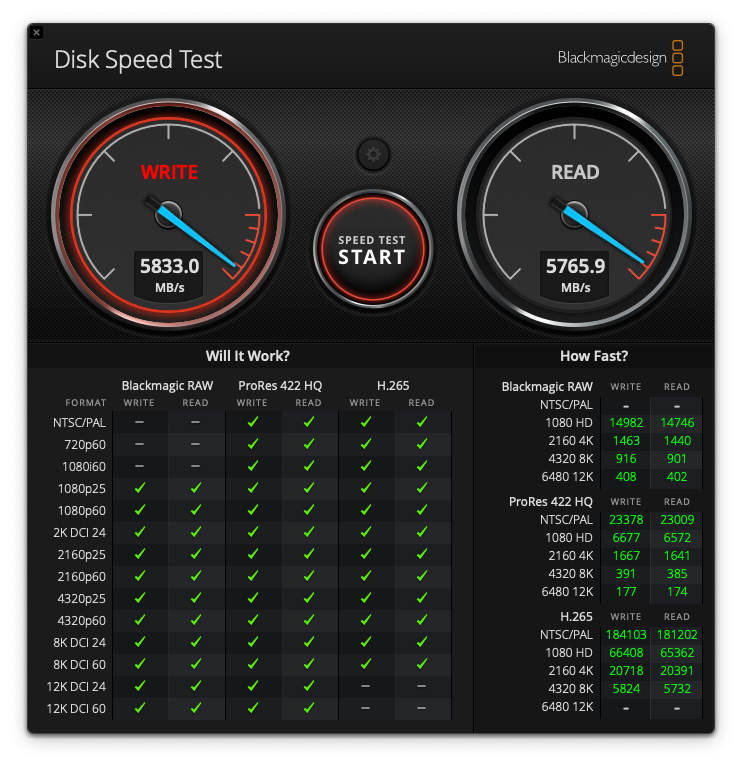 Disk Speed Test
Blackmagicdesign
WRITE
5833.0
MB/s
SPEED TEST
START
READ
5765.9
MB/s
Will It Work?
Blackmagic RAW ProRes 422 HQ H.265
FORMAT WRITE READ WRITE READ WRITE READ
NTSC/PAL – – ✓ ✓ ✓ ✓
720p60 – – ✓ ✓ ✓ ✓
1080i60 – – ✓ ✓ ✓ ✓
1080p25 ✓ ✓ ✓ ✓ ✓ ✓
1080p60 ✓ ✓ ✓ ✓ ✓ ✓
2K DCI 24 ✓ ✓ ✓ ✓ ✓ ✓
2160p25 ✓ ✓ ✓ ✓ ✓ ✓
2160p60 ✓ ✓ ✓ ✓ ✓ ✓
4320p25 ✓ ✓ ✓ ✓ ✓ ✓
4320p60 ✓ ✓ ✓ ✓ ✓ ✓
8K DCI 24 ✓ ✓ ✓ ✓ ✓ ✓
8K DCI 60 ✓ ✓ ✓ ✓ ✓ ✓
12K DCI 24 ✓ ✓ ✓ ✓ – –
12K DCI 60 ✓ ✓ ✓ ✓ – –
How Fast?
Blackmagic RAW WRITE READ
NTSC/PAL – –
1080 HD 14982 14746
2160 4K 1463 1440
4320 8K 916 901
6480 12K 408 402
ProRes 422 HQ WRITE READ
NTSC/PAL 23378 23009
1080 HD 6677 6572
2160 4K 1667 1641
4320 8K 391 385
6480 12K 177 174
H.265 WRITE READ
NTSC/PAL 184103 181202
1080 HD 66408 65362
2160 4K 20718 20391
4320 8K 5824 5732
6480 12K – –